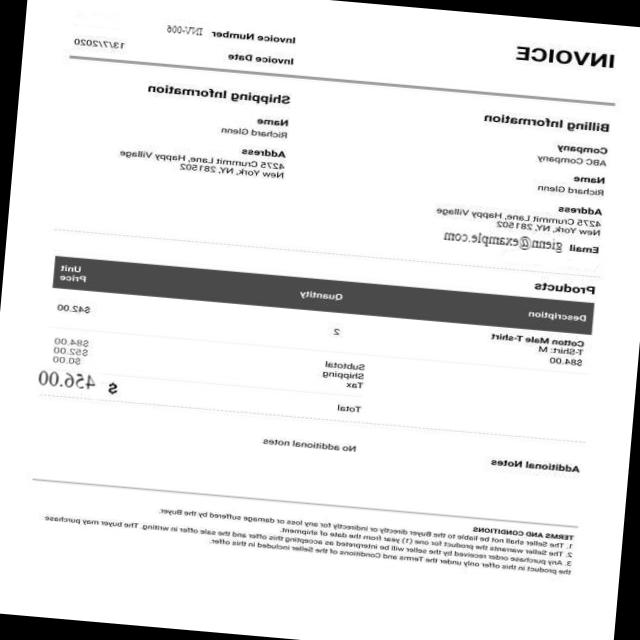 INVOICE
Invoice Number INV-006
Invoice Date 13/7/2020
Billing Information
Company
ABC Company
Name
Richard Glenn
Address
4275 Crummit Lane, Happy Village
New York, NY, 281502
Email glenn@example.com
Shipping Information
Name
Richard Glenn
Address
4275 Crummit Lane, Happy Village
New York, NY, 281502
Products
Description Quantity Unit Price
Cotton Male T-shirt 2 $42.00
T-Shirt: M
$84.00
Subtotal $84.00
Shipping $52.00
Tax $0.00
Total $ 456.00
Additional Notes No additional notes
TERMS AND CONDITIONS
1. The Seller shall not be liable to the Buyer directly or indirectly for any loss or damage suffered by the Buyer.
2. The Seller warrants the product for one (1) year from the date of shipment.
3. Any purchase order received by the seller will be interpreted as accepting this offer and the sale offer in writing. The buyer may purchase
the product in this offer only under the Terms and Conditions of the Seller included in this offer.